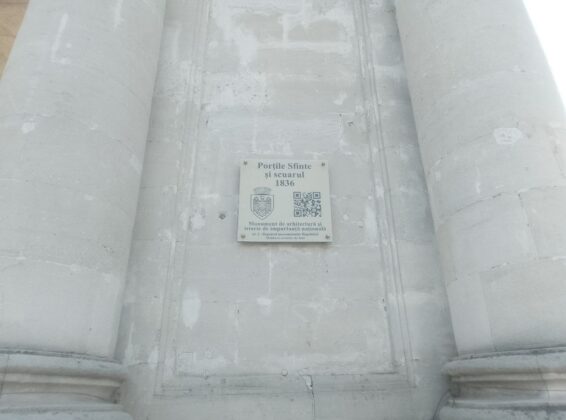 Porțile Sfinte
și scuarul
1836
Monument de arhitectură și
istorie de importanță națională